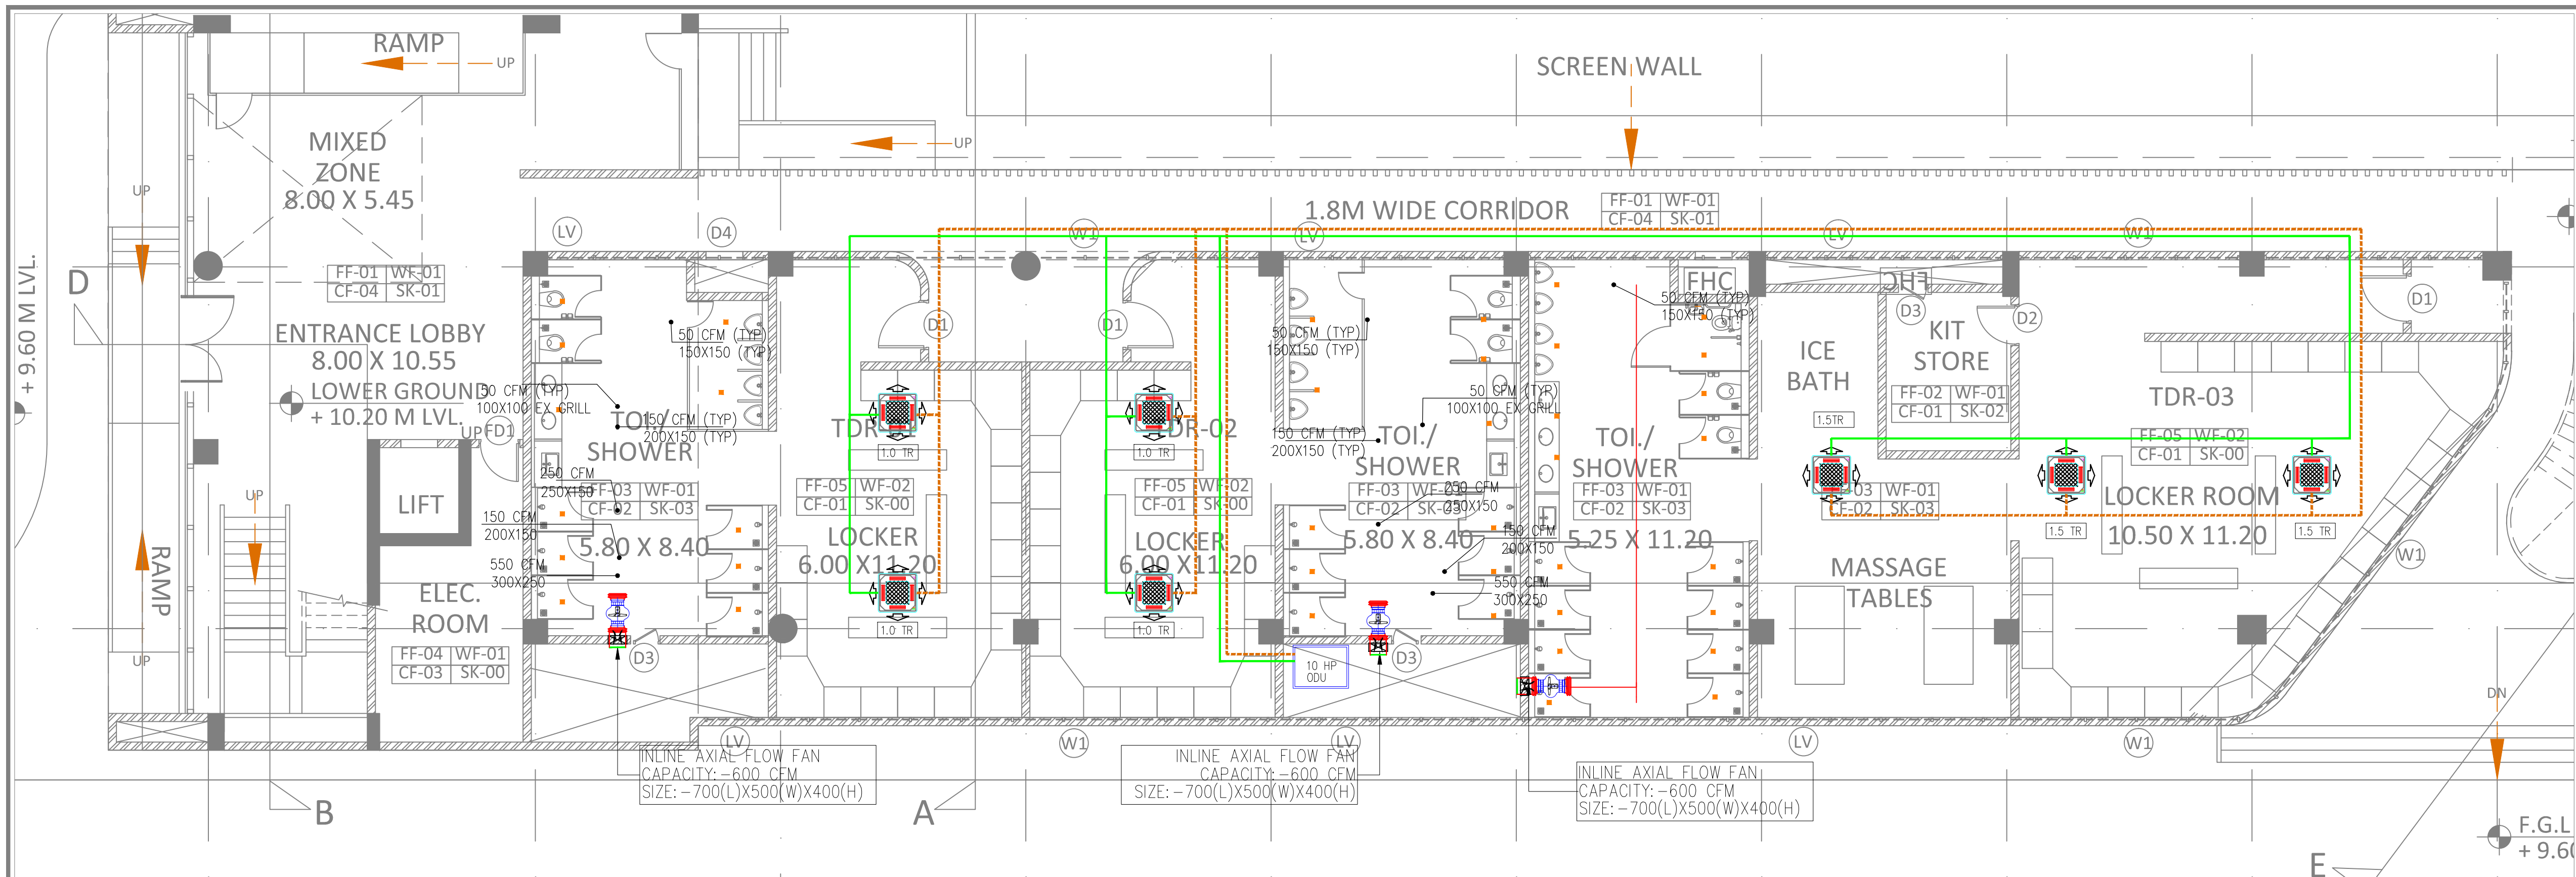 RAMP
UP
MIXED
ZONE
8.00 X 5.45
UP
SCREEN WALL
UP
1.8M WIDE CORRIDOR
FF-01 WF-01
CF-04 SK-01
LV
D4
W1
LV
LV
W1
+ 9.60 M LVL.
D
FF-01 WF-01
CF-04 SK-01
ENTRANCE LOBBY
8.00 X 10.55
LOWER GROUND
+ 10.20 M LVL.
UP
FD1
50 CFM (TYP)
150X150 (TYP)
50 CFM (TYP)
100X100 EX GRILL
150 CFM (TYP)
200X150 (TYP)
TOI./
SHOWER
250 CFM
250X150
FF-03 WF-01
CF-02 SK-03
150 CFM
200X150
5.80 X 8.40
550 CFM
300X250
LIFT
UP
RAMP
UP
ELEC.
ROOM
FF-04 WF-01
CF-03 SK-00
D3
D1
D1
1.0 TR
FF-05 WF-02
CF-01 SK-00
LOCKER
6.00 X11.20
1.0 TR
DR-02
1.0 TR
FF-05 WF-02
CF-01 SK-00
LOCKER
X11.20
1.0 TR
50 CFM (TYP)
150X150 (TYP)
50 CFM (TYP)
100X100 EX GRILL
150 CFM (TYP)
200X150 (TYP)
TOI./
SHOWER
250 CFM
250X150
FF-03 WF-01
CF-02 SK-03
150 CFM
200X150
5.80 X 8.40
550 CFM
300X250
10 HP
ODU
D3
50 CFM (TYP)
150X150 (TYP)
FHC
TOI./
SHOWER
FF-03 WF-01
CF-02 SK-03
5.25 X 11.20
FHC
D3
D2
KIT
STORE
FF-02 WF-01
CF-01 SK-02
ICE
BATH
1.5TR
WF-01
CF-02 SK-03
MASSAGE
TABLES
D1
TDR-03
FF-05 WF-02
CF-01 SK-00
LOCKER ROOM
10.50 X 11.20
1.5 TR
1.5 TR
W1
DN
LV
W1
LV
LV
W1
INLINE AXIAL FLOW FAN
CAPACITY:-600 CFM
SIZE:-700(L)X500(W)X400(H)
INLINE AXIAL FLOW FAN
CAPACITY:-600 CFM
SIZE:-700(L)X500(W)X400(H)
INLINE AXIAL FLOW FAN
CAPACITY:-600 CFM
SIZE:-700(L)X500(W)X400(H)
B
A
E
F.G.L
+ 9.60